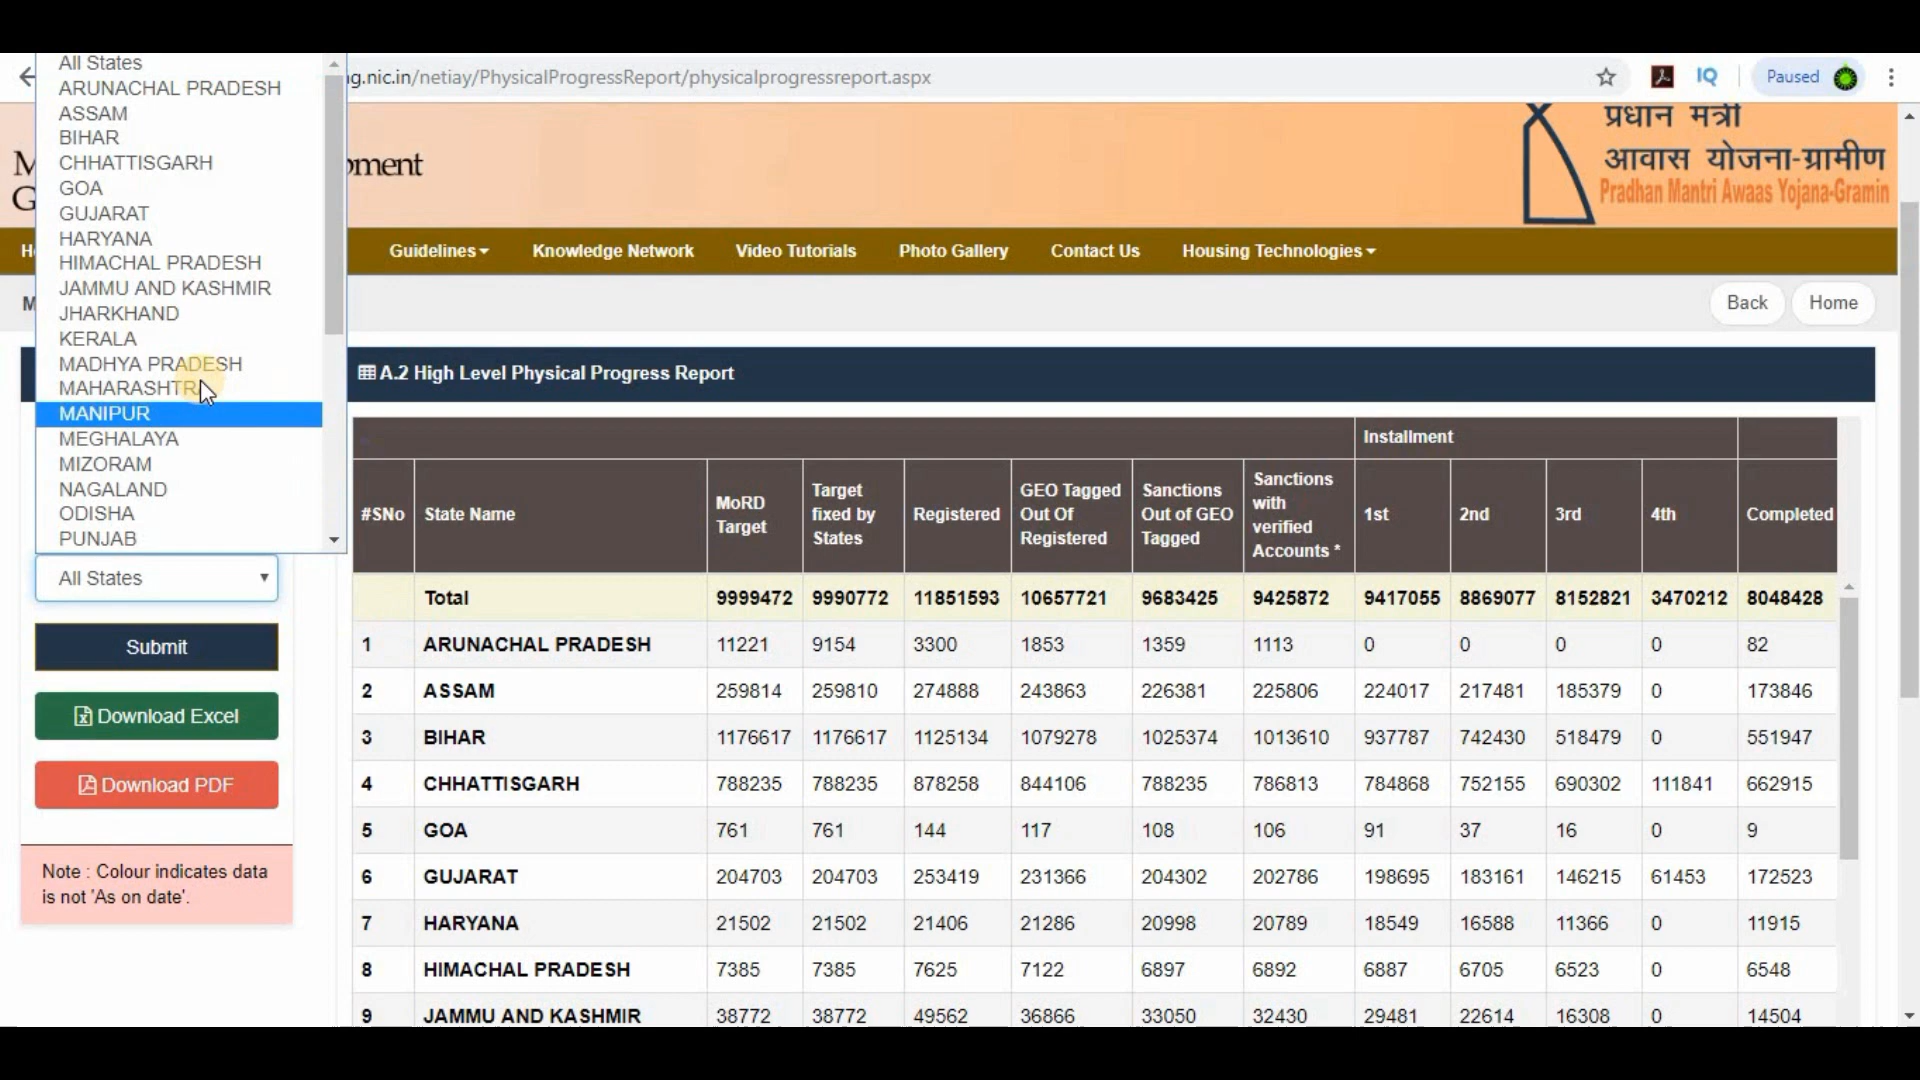 All States
ARUNACHAL PRADESH
ASSAM
BIHAR
CHHATTISGARH
GOA
GUJARAT
HARYANA
HIMACHAL PRADESH
JAMMU AND KASHMIR
JHARKHAND
KERALA
MADHYA PRADESH
MAHARASHTRA
MANIPUR
MEGHALAYA
MIZORAM
NAGALAND
ODISHA
PUNJAB
All States
Submit
Download Excel
Download PDF
Note : Colour indicates data
is not 'As on date'.
.nic.in/netiay/PhysicalProgressReport/physicalprogressreport.aspx
IQ
Paused
प्रधान मंत्री
आवास योजना-ग्रामीण
Pradhan Mantri Awaas Yojana-Gramin
Guidelines Knowledge Network Video Tutorials Photo Gallery Contact Us Housing Technologies
Back Home
A.2 High Level Physical Progress Report
Installment
#SNo State Name MoRD Target Target fixed by States Registered GEO Tagged Out Of Registered Sanctions Out of GEO Tagged Sanctions with verified Accounts * 1st 2nd 3rd 4th Completed
Total 9999472 9990772 11851593 10657721 9683425 9425872 9417055 8869077 8152821 3470212 8048428
1 ARUNACHAL PRADESH 11221 9154 3300 1853 1359 1113 0 0 0 0 82
2 ASSAM 259814 259810 274888 243863 226381 225806 224017 217481 185379 0 173846
3 BIHAR 1176617 1176617 1125134 1079278 1025374 1013610 937787 742430 518479 0 551947
4 CHHATTISGARH 788235 788235 878258 844106 788235 786813 784868 752155 690302 111841 662915
5 GOA 761 761 144 117 108 106 91 37 16 0 9
6 GUJARAT 204703 204703 253419 231366 204302 202786 198695 183161 146215 61453 172523
7 HARYANA 21502 21502 21406 21286 20998 20789 18549 16588 11366 0 11915
8 HIMACHAL PRADESH 7385 7385 7625 7122 6897 6892 6887 6705 6523 0 6548
9 JAMMU AND KASHMIR 38772 38772 49562 36866 33050 32430 29481 22614 16308 0 14504